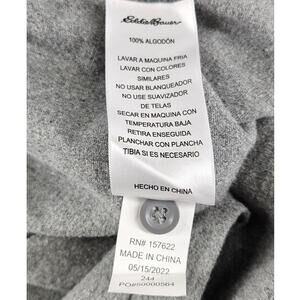 Eddie Bauer
100% ALGODÓN
LAVAR A MAQUINA FRIA
LAVAR CON COLORES
SIMILARES
NO USAR BLANQUEADOR
NO USE SUAVIZADOR
DE TELAS
SECAR EN MAQUINA CON
TEMPERATURA BAJA
RETIRA ENSEGUIDA
PLANCHAR CON PLANCHA
TIBIA SI ES NECESARIO
HECHO EN CHINA
RN# 157622
MADE IN CHINA
05/15/2022
244
PO#50000564